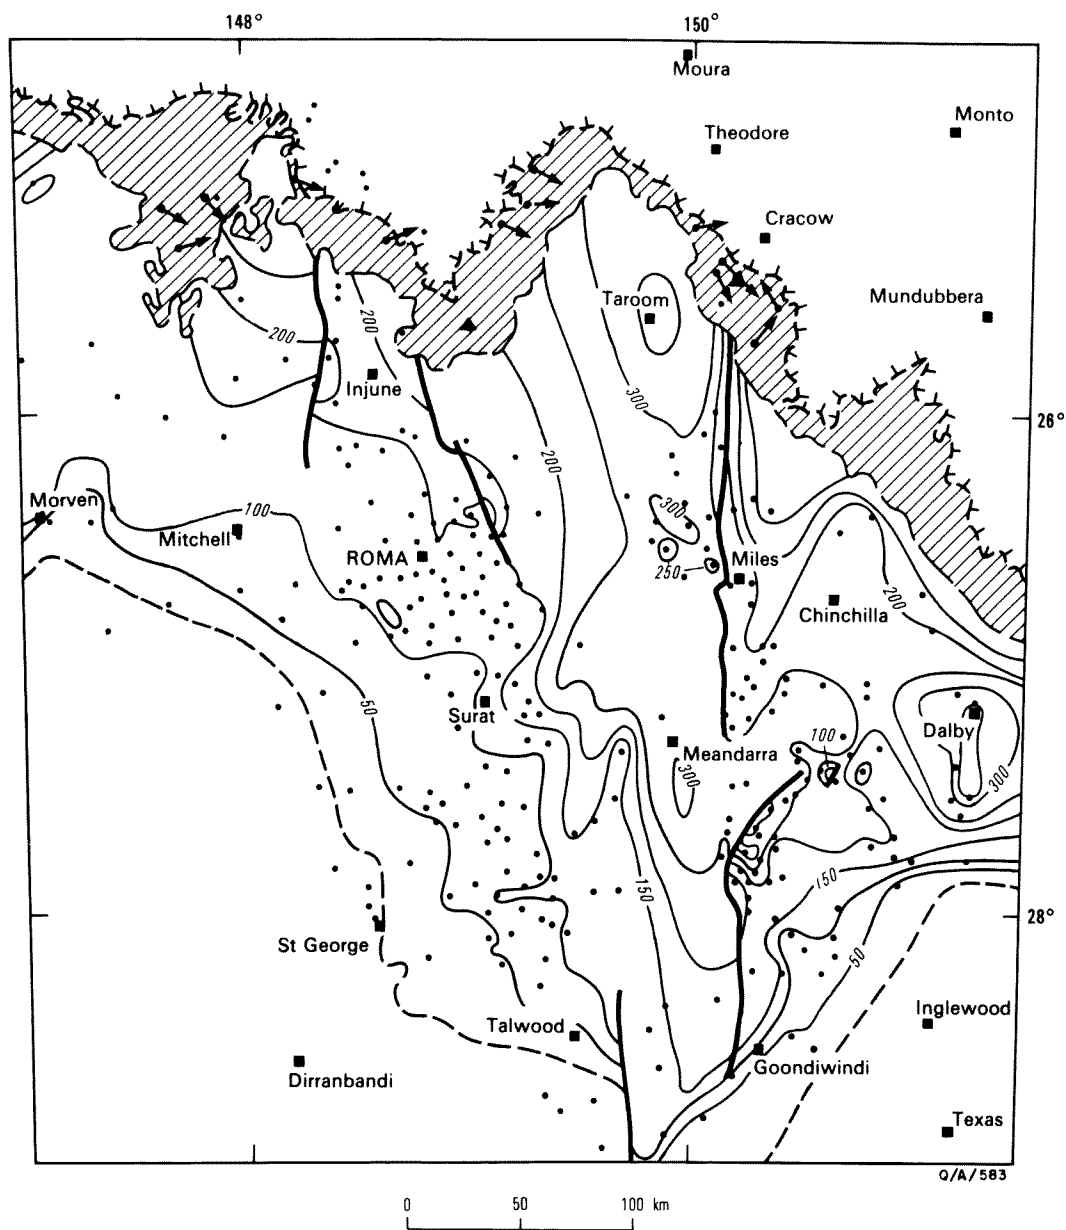 148°
150°
Moura
Monto
Theodore
Cracow
Mundubbera
Taroom
200
200
Injune
300
26°
200
Morven
100
300
Mitchell
ROMA
250
Miles
200
Chinchilla
50
Surat
Dalby
100
Meandarra
300
300
150
150
28°
St George
50
Talwood
Inglewood
Goondiwindi
Dirranbandi
Texas
Q/A/583
0 50 100 km